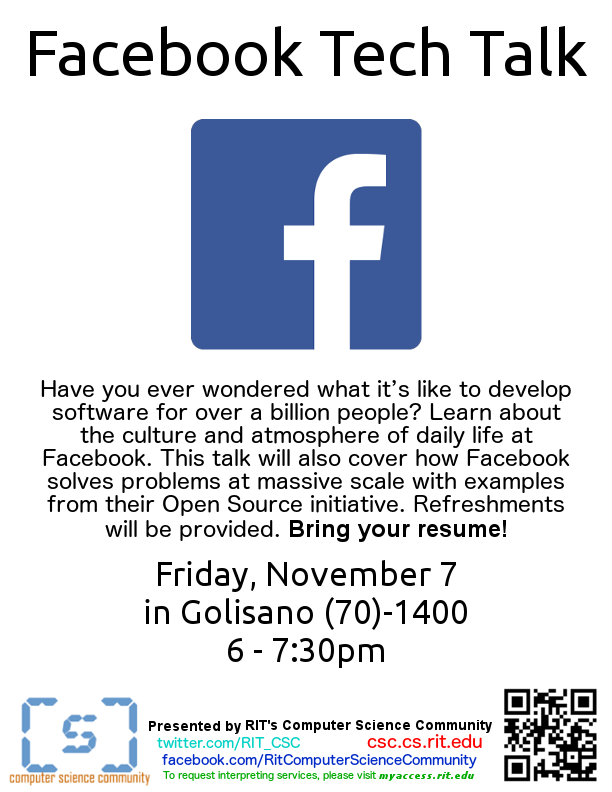 Facebook Tech Talk
f
Have you ever wondered what it's like to develop
software for over a billion people? Learn about
the culture and atmosphere of daily life at
Facebook. This talk will also cover how Facebook
solves problems at massive scale with examples
from their Open Source initiative. Refreshments
will be provided. Bring your resume!
Friday, November 7
in Golisano (70)-1400
6 - 7:30pm
[s]
computer science community
Presented by RIT's Computer Science Community
twitter.com/RIT_CSC csc.cs.rit.edu
facebook.com/RitComputerScienceCommunity
To request interpreting services, please visit myaccess.rit.edu